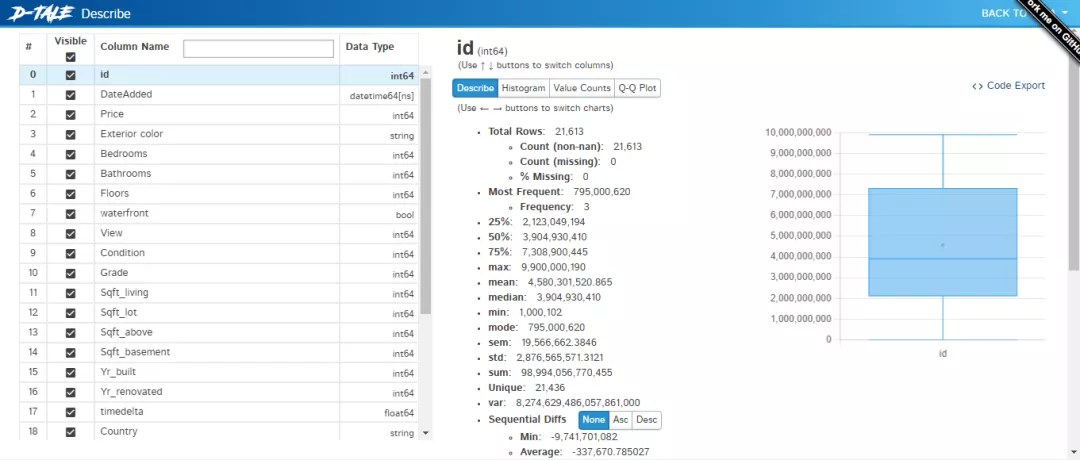 D-TALE Describe
BACK TO
ork me on GitHu
# Visible Column Name Data Type
0 id int64
1 DateAdded datetime64[ns]
2 Price int64
3 Exterior color string
4 Bedrooms int64
5 Bathrooms int64
6 Floors int64
7 waterfront bool
8 View int64
9 Condition int64
10 Grade int64
11 Sqft_living int64
12 Sqft_lot int64
13 Sqft_above int64
14 Sqft_basement int64
15 Yr_built int64
16 Yr_renovated int64
17 timedelta float64
18 Country string
id (int64)
(Use ↑ ↓ buttons to switch columns)
Describe Histogram Value Counts Q-Q Plot
<> Code Export
(Use ← → buttons to switch charts)
Total Rows: 21,613
Count (non-nan): 21,613
Count (missing): 0
% Missing: 0
Most Frequent: 795,000,620
Frequency: 3
25%: 2,123,049,194
50%: 3,904,930,410
75%: 7,308,900,445
max: 9,900,000,190
mean: 4,580,301,520.865
median: 3,904,930,410
min: 1,000,102
mode: 795,000,620
sem: 19,566,662.3846
std: 2,876,565,571.3121
sum: 98,994,056,770,455
Unique: 21,436
var: 8,274,629,486,057,861,000
Sequential Diffs None Asc Desc
Min: -9,741,701,082
Average: -337,670.785027
10,000,000,000
9,000,000,000
8,000,000,000
7,000,000,000
6,000,000,000
5,000,000,000
4,000,000,000
3,000,000,000
2,000,000,000
1,000,000,000
0
id